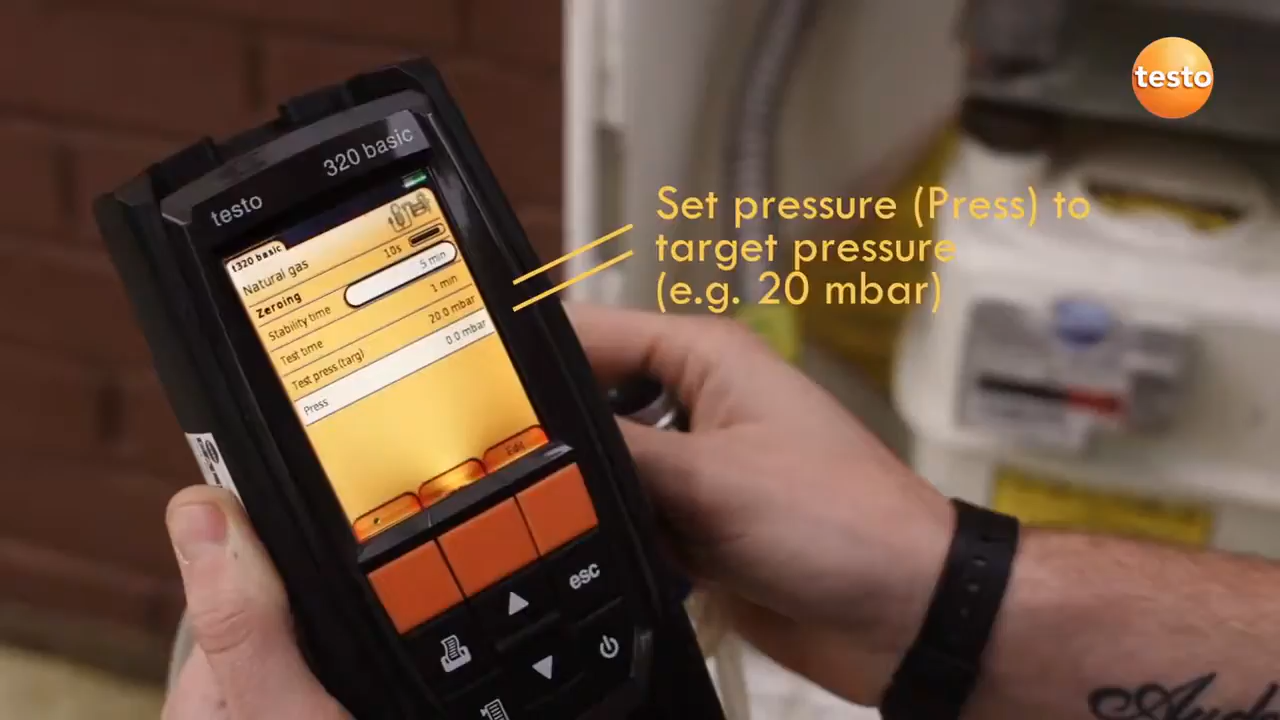 testo
320 basic
testo
t320 basic
Natural gas
Zeroing 10s
Stability time 5 min
Test time 1 min
Test press (targ) 20.0 mbar
Press 0.0 mbar
Edit
esc
Set pressure (Press) to
target pressure
(e.g. 20 mbar)